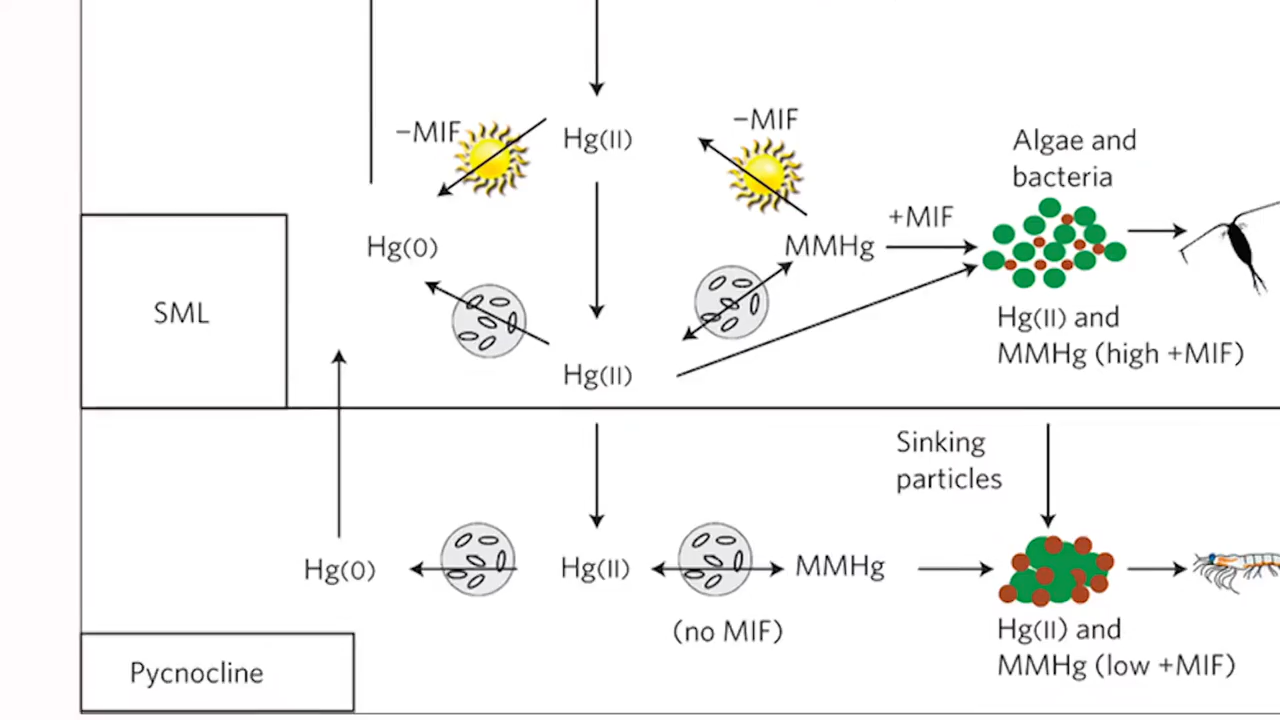 –MIF
Hg(II)
–MIF
Algae and
bacteria
Hg(0)
MMHg
+MIF
SML
Hg(II) and
MMHg (high +MIF)
Hg(II)
Sinking
particles
Hg(0)
Hg(II)
MMHg
(no MIF)
Hg(II) and
MMHg (low +MIF)
Pycnocline